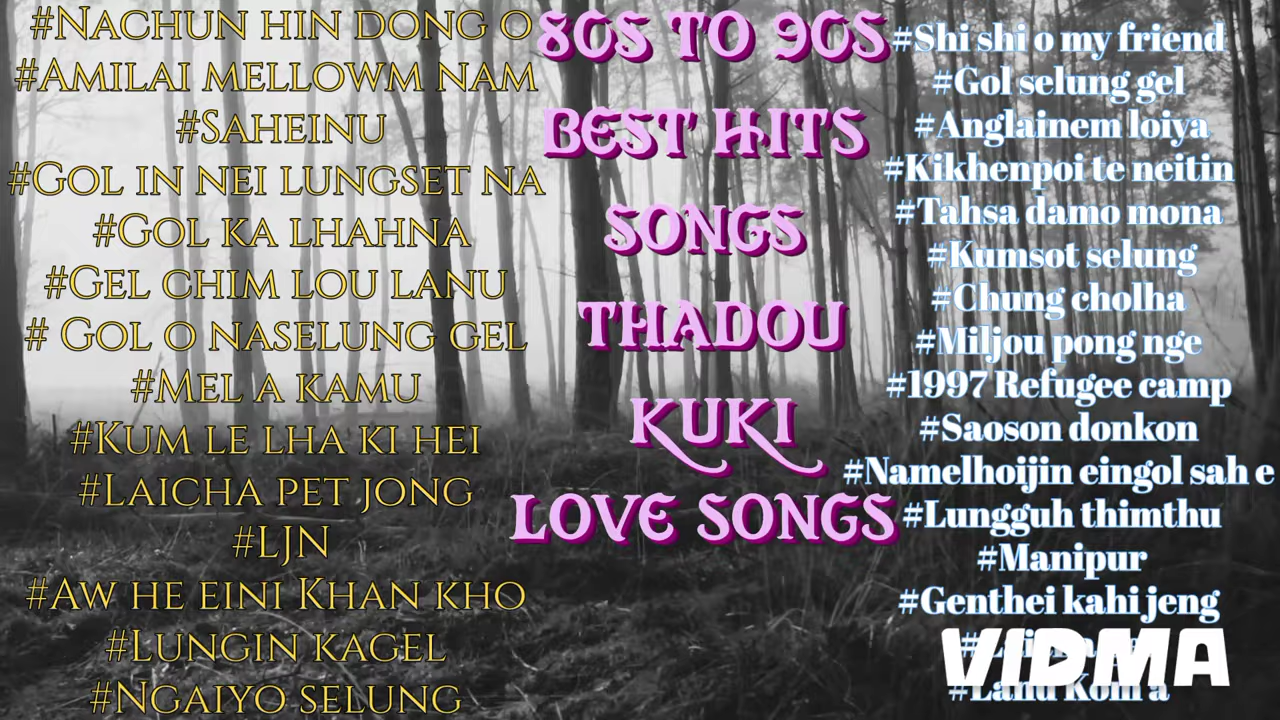 #Nachun hin dong o
#Amilai mellowm nam
#Saheinu
#Gol in nei lungset na
#Gol ka lhahna
#Gel chim lou lanu
# Gol o naselung gel
#Mel a kamu
#Kum le lha ki hei
#Laicha pet jong
#LJN
#Aw he eini Khan kho
#Lungin kagel
#Ngaiyo selung
80s to 90s
Best Hits
Songs
Thadou
Kuki
Love Songs
#Shi shi o my friend
#Gol selung gel
#Anglainem loiya
#Kikhenpoi te neitin
#Tahsa damo mona
#Kumsot selung
#Chung cholha
#Miljou pong nge
#1997 Refugee camp
#Saoson donkon
#Namelhoijin eingol sah e
#Lungguh thimthu
#Manipur
#Genthei kahi jeng
VIDMA
#Lanu Kom a